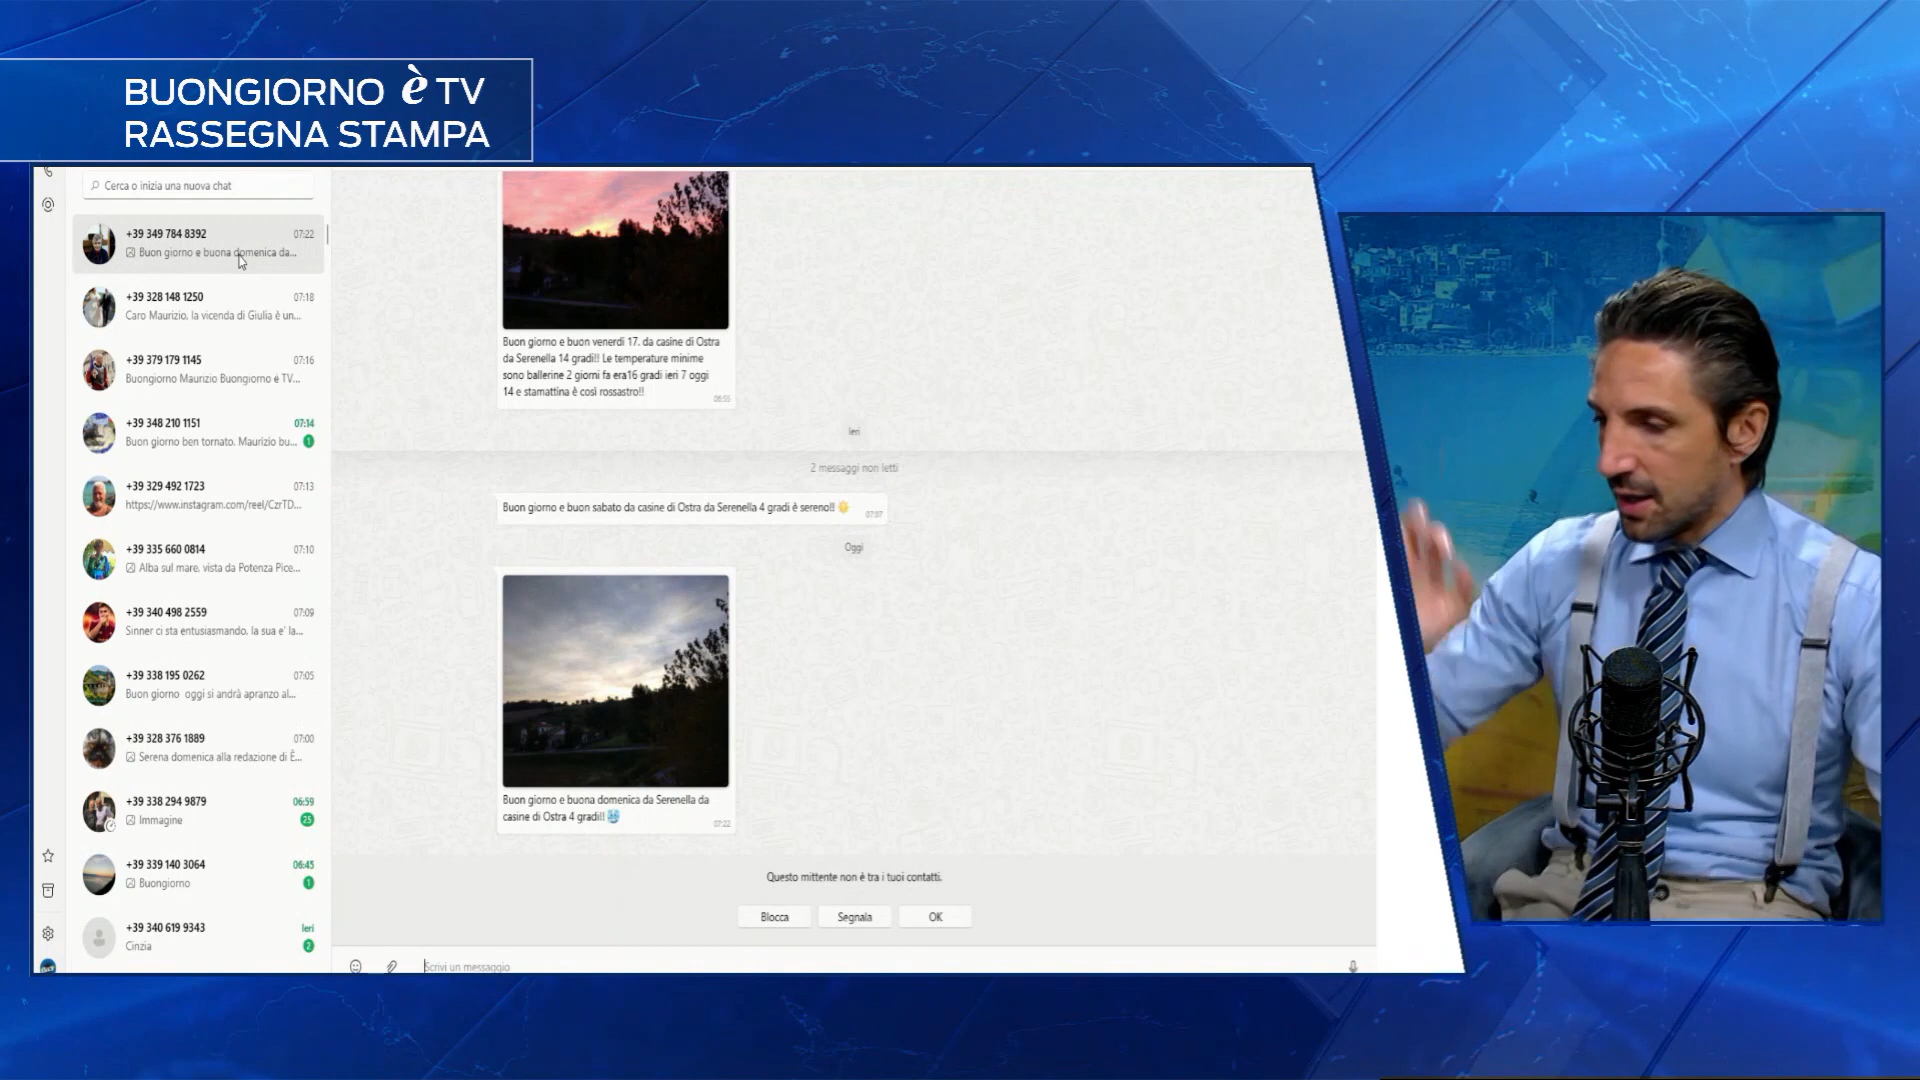 BUONGIORNO è TV
RASSEGNA STAMPA
Cerca o inizia una nuova chat
+39 349 784 8392 07:22
Buon giorno e buona domenica da...
+39 328 148 1250 07:18
Caro Maurizio, la vicenda di Giulia è un...
+39 379 179 1145 07:16
Buongiorno Maurizio Buongiorno é TV...
+39 348 210 1151 07:14
Buon giorno ben tornato. Maurizio bu... 1
+39 329 492 1723 07:13
https://www.instagram.com/reel/CzrTD...
+39 335 660 0814 07:10
Alba sul mare, vista da Potenza Pice...
+39 340 498 2559 07:09
Sinner ci sta entusiasmando, la sua e' la...
+39 338 195 0262 07:05
Buon giorno oggi si andrà apranzo al...
+39 328 376 1889 07:00
Serena domenica alla redazione di È...
+39 338 294 9879 06:59
Immagine 25
+39 339 140 3064 06:45
Buongiorno 1
+39 340 619 9343 Ieri
Cinzia 2
Buon giorno e buon venerdì 17. da casine di Ostra
da Serenella 14 gradi!! Le temperature minime
sono ballerine 2 giorni fa era16 gradi ieri 7 oggi
14 e stamattina è così rossastro!!
06:55
Ieri
2 messaggi non letti
Buon giorno e buon sabato da casine di Ostra da Serenella 4 gradi è sereno!! ☀️ 07:07
Oggi
Buon giorno e buona domenica da Serenella da
casine di Ostra 4 gradi!! 🥶
07:22
Questo mittente non è tra i tuoi contatti.
Blocca Segnala OK
Scrivi un messaggio